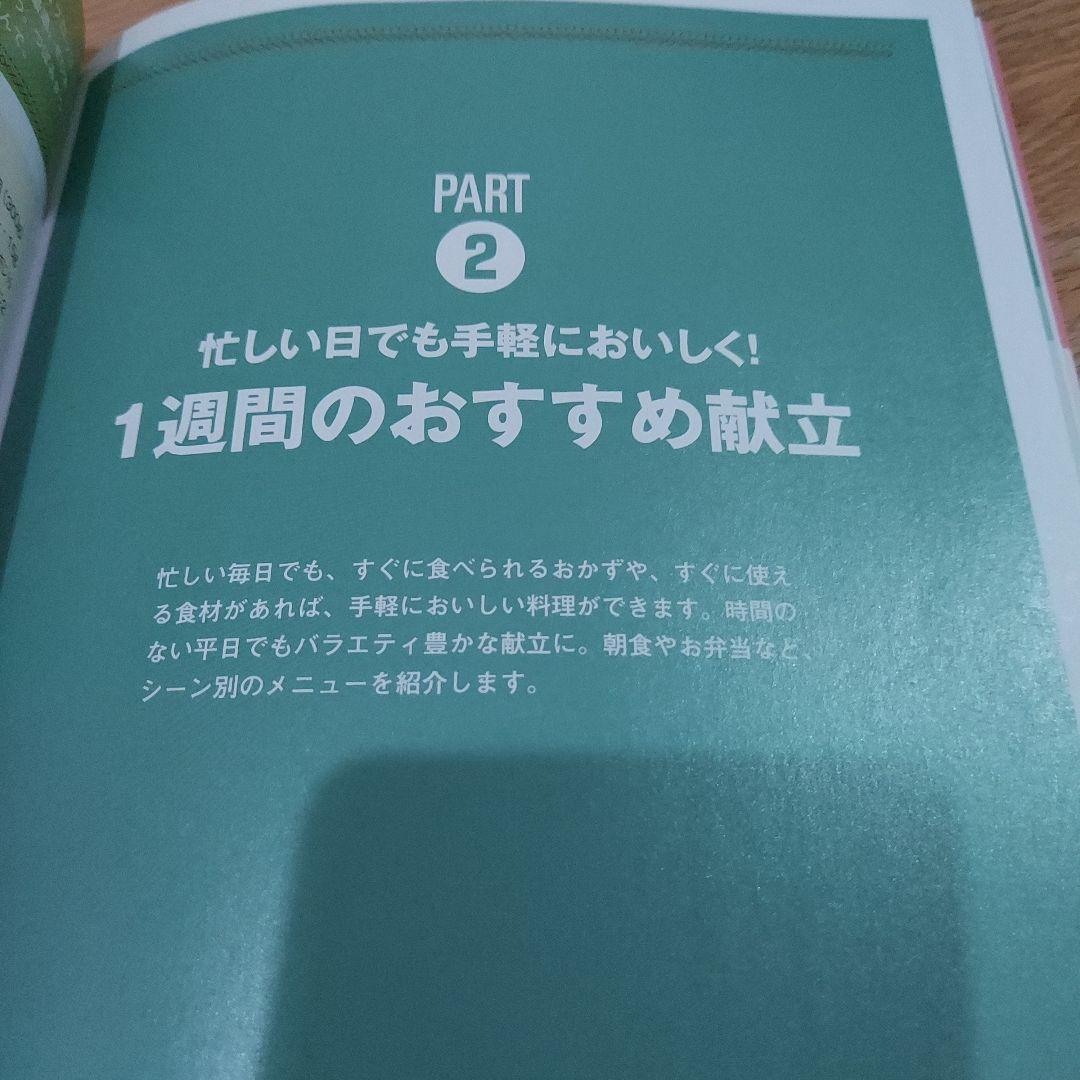 PART
2
忙しい日でも手軽においしく!
1週間のおすすめ献立
忙しい毎日でも、すぐに食べられるおかずや、すぐに使え
る食材があれば、手軽においしい料理ができます。時間の
ない平日でもバラエティ豊かな献立に。朝食やお弁当など、
シーン別のメニューを紹介します。